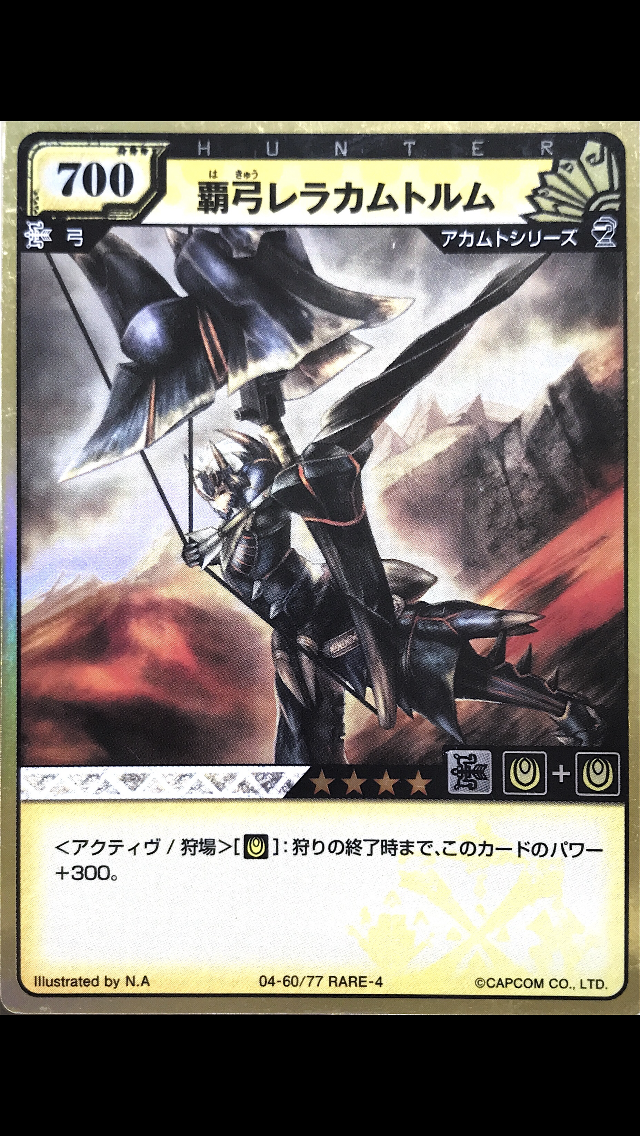 HUNTER
700
はきゅう
覇弓レラカムトルム
弓
アカムトシリーズ
<アクティヴ / 狩場>[ ]:狩りの終了時まで、このカードのパワー
+300。
Illustrated by N.A
04-60/77 RARE-4
©CAPCOM CO., LTD.